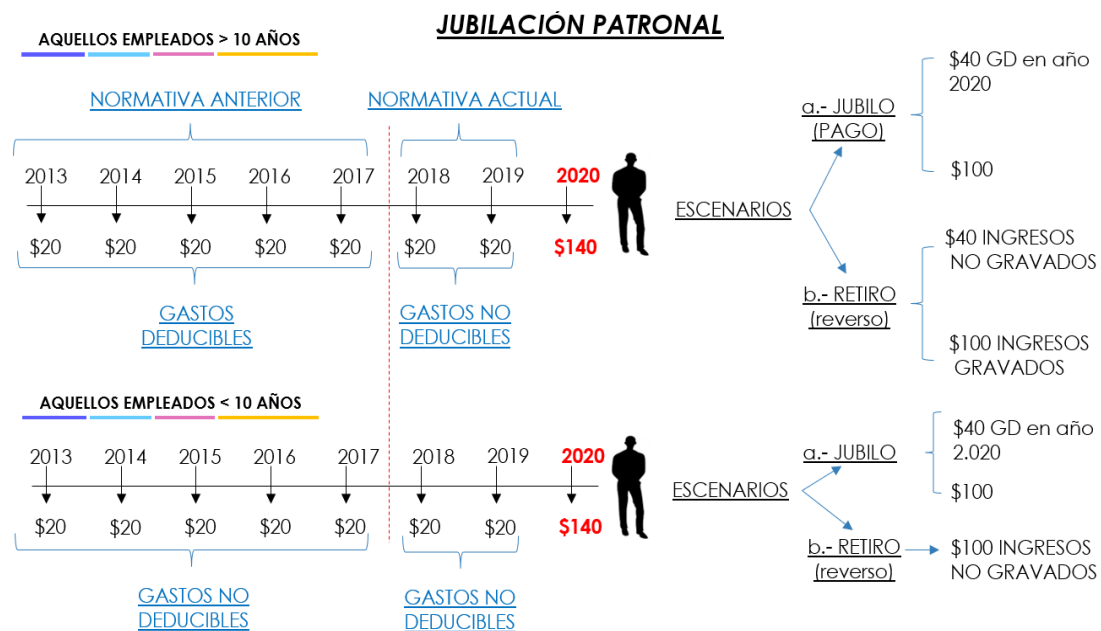 JUBILACIÓN PATRONAL
AQUELLOS EMPLEADOS > 10 AÑOS
NORMATIVA ANTERIOR
NORMATIVA ACTUAL
2013 2014 2015 2016 2017 2018 2019 2020
$20 $20 $20 $20 $20 $20 $20 $140
GASTOS
DEDUCIBLES
GASTOS NO
DEDUCIBLES
ESCENARIOS
a.- JUBILO
(PAGO)
$40 GD en año
2020
$100
b.- RETIRO
(reverso)
$40 INGRESOS
NO GRAVADOS
$100 INGRESOS
GRAVADOS
AQUELLOS EMPLEADOS < 10 AÑOS
2013 2014 2015 2016 2017 2018 2019 2020
$20 $20 $20 $20 $20 $20 $20 $140
GASTOS NO
DEDUCIBLES
GASTOS NO
DEDUCIBLES
ESCENARIOS
a.- JUBILO
$40 GD en año
2.020
$100
b.- RETIRO
(reverso)
$100 INGRESOS
NO GRAVADOS